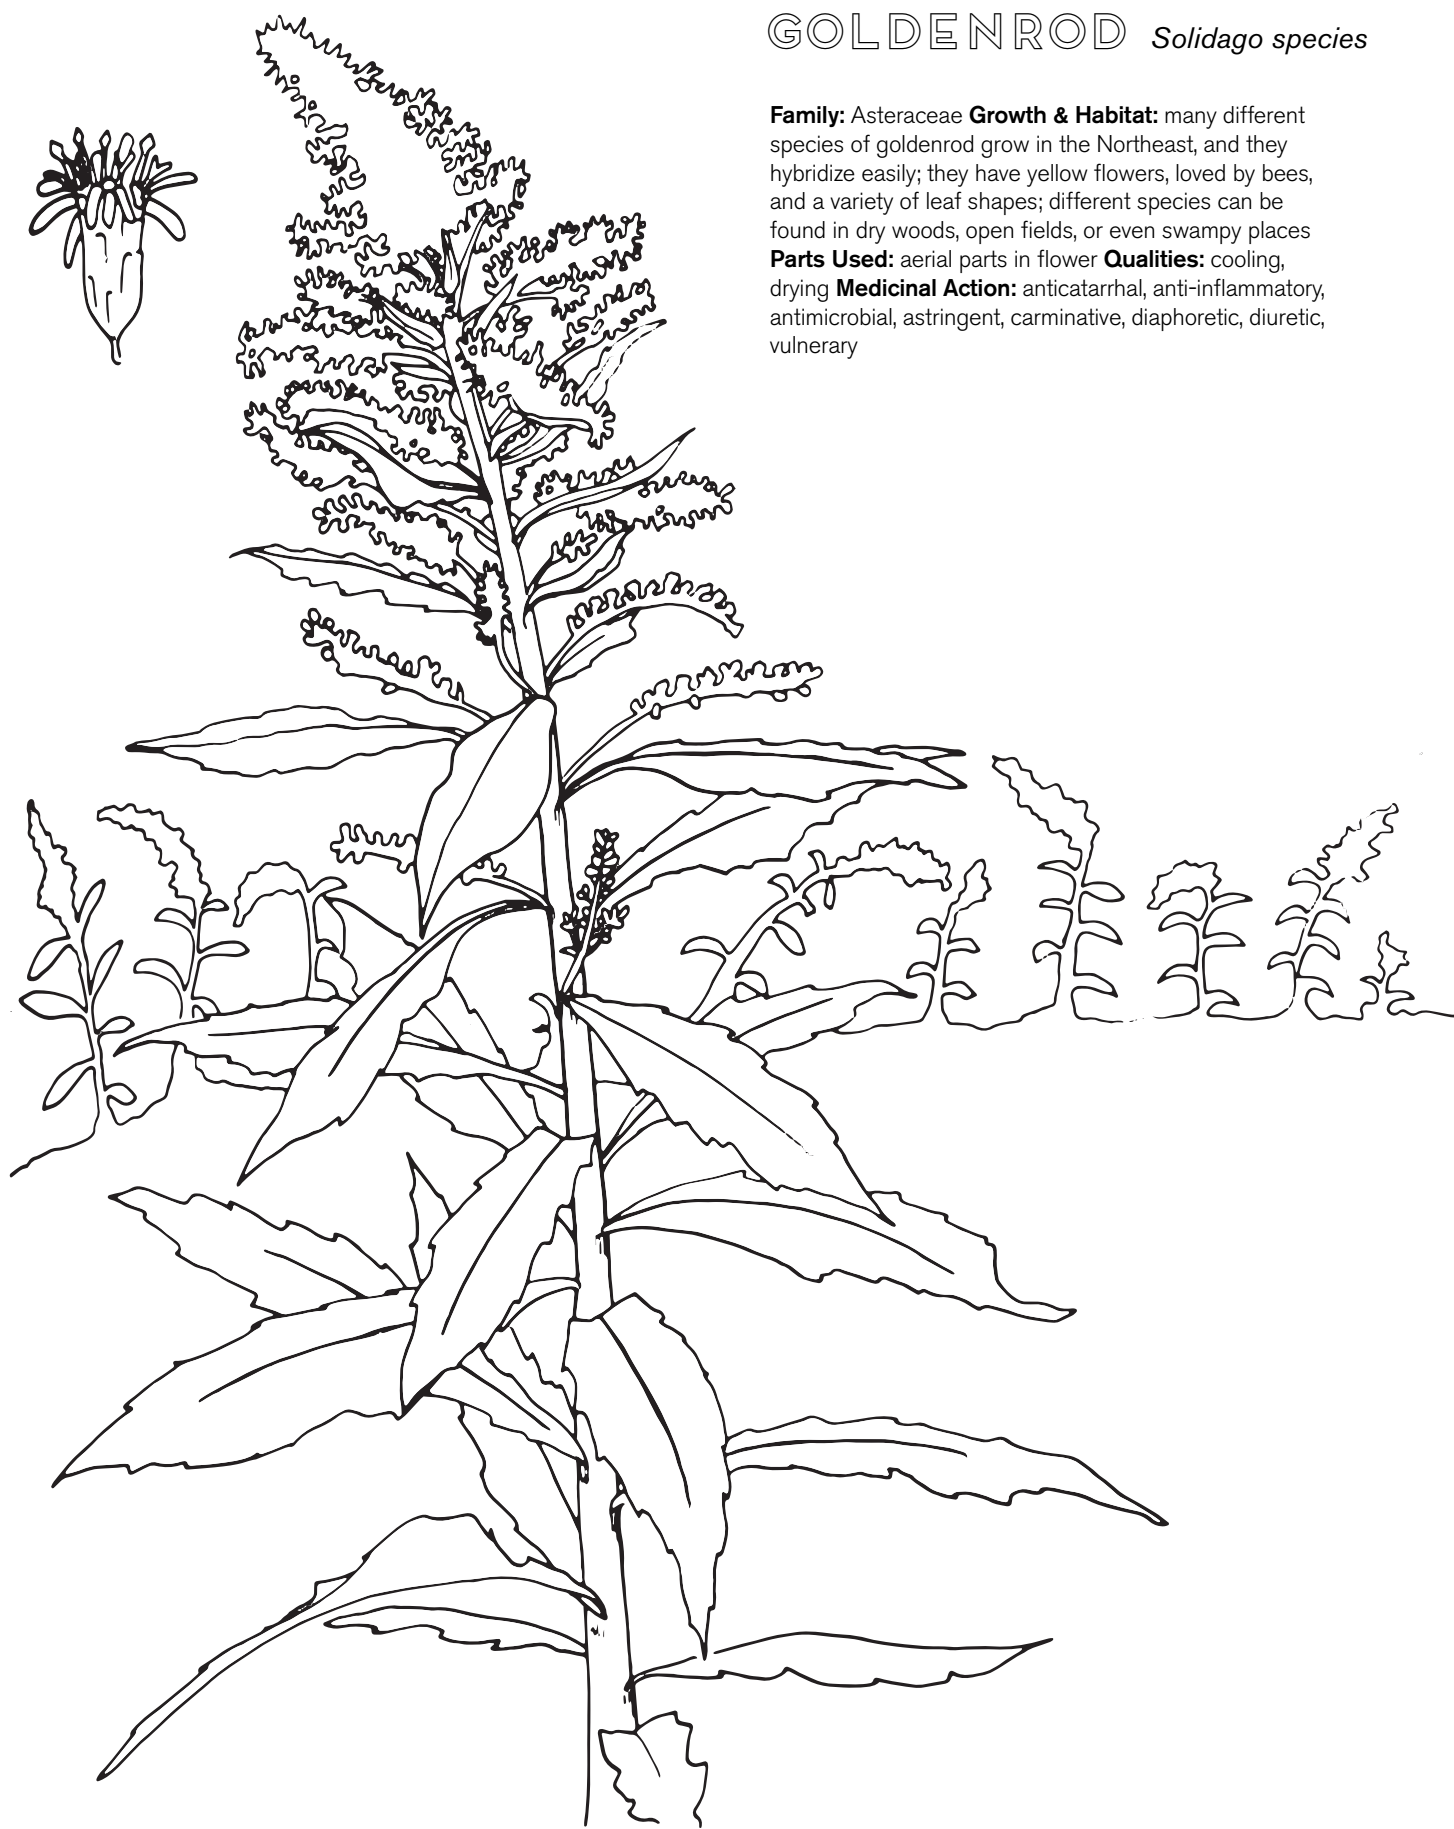 GOLDENROD Solidago species
Family: Asteraceae Growth & Habitat: many different
species of goldenrod grow in the Northeast, and they
hybridize easily; they have yellow flowers, loved by bees,
and a variety of leaf shapes; different species can be
found in dry woods, open fields, or even swampy places
Parts Used: aerial parts in flower Qualities: cooling,
drying Medicinal Action: anticatarrhal, anti-inflammatory,
antimicrobial, astringent, carminative, diaphoretic, diuretic,
vulnerary